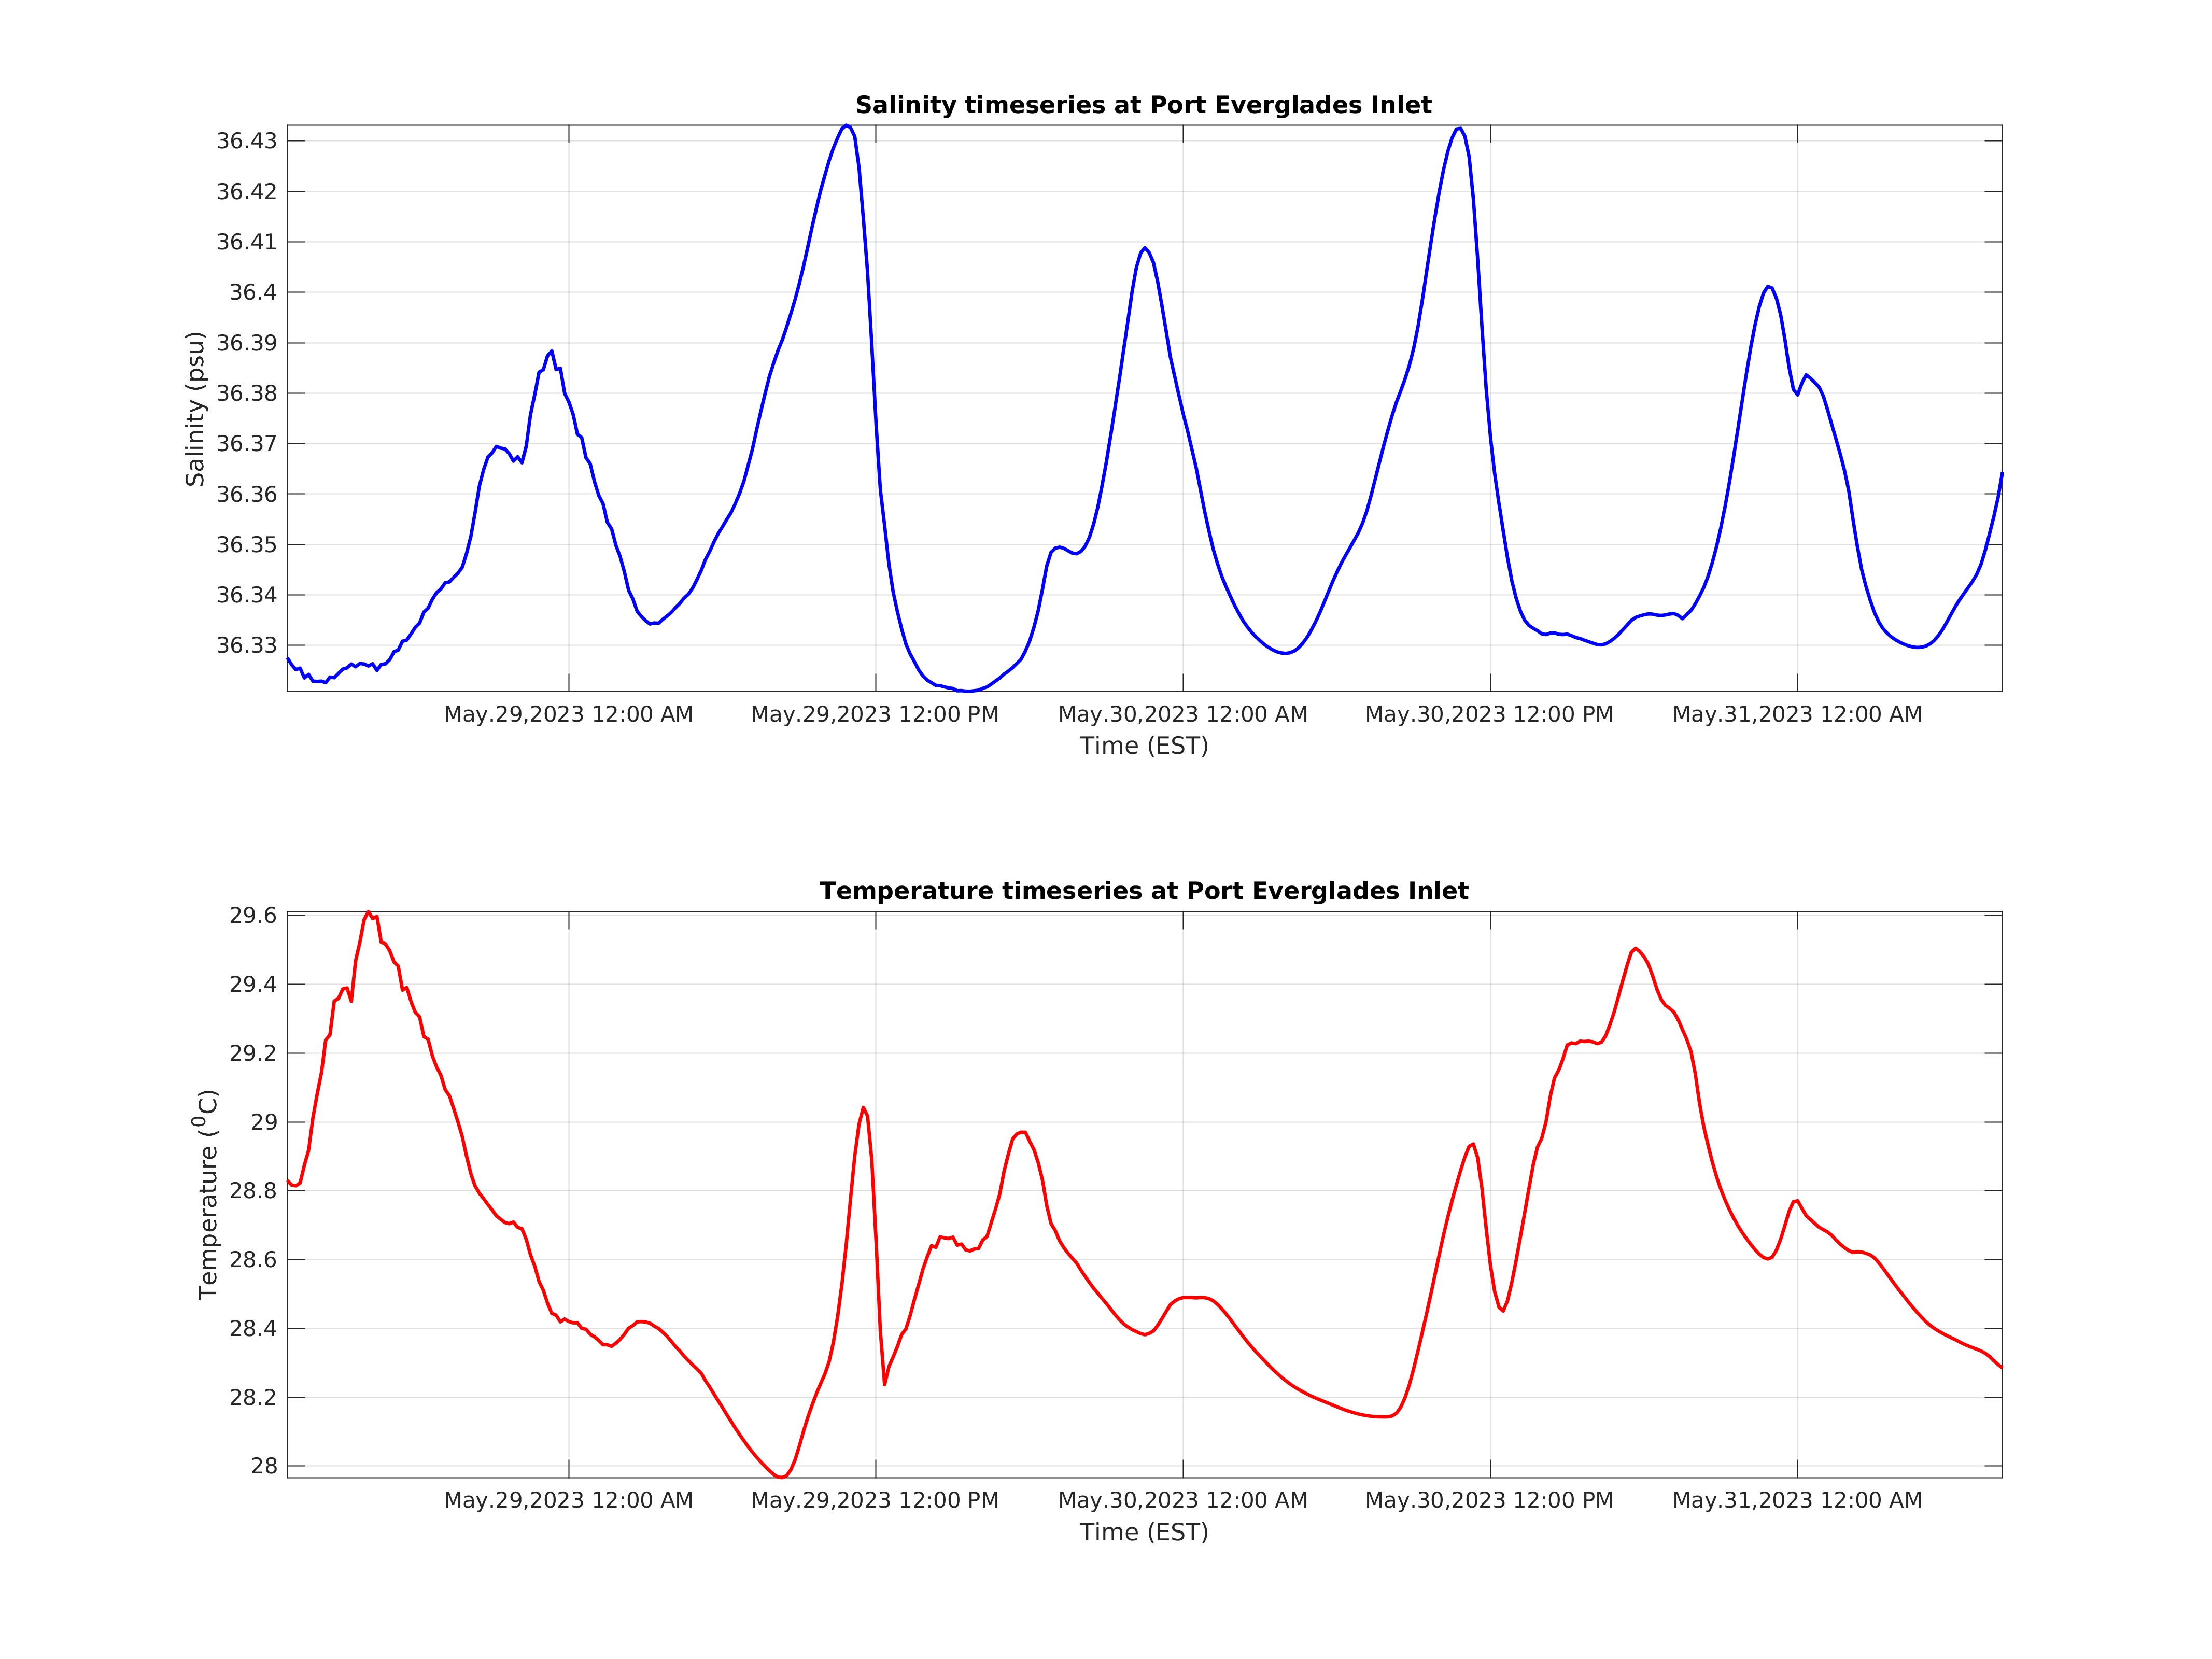 Salinity timeseries at Port Everglades Inlet
36.43
36.42
36.41
36.4
36.39
36.38
36.37
36.36
36.35
36.34
36.33
Salinity (psu)
May.29,2023 12:00 AM
May.29,2023 12:00 PM
May.30,2023 12:00 AM
May.30,2023 12:00 PM
May.31,2023 12:00 AM
Time (EST)
Temperature timeseries at Port Everglades Inlet
29.6
29.4
29.2
29
28.8
28.6
28.4
28.2
28
Temperature (⁰C)
May.29,2023 12:00 AM
May.29,2023 12:00 PM
May.30,2023 12:00 AM
May.30,2023 12:00 PM
May.31,2023 12:00 AM
Time (EST)